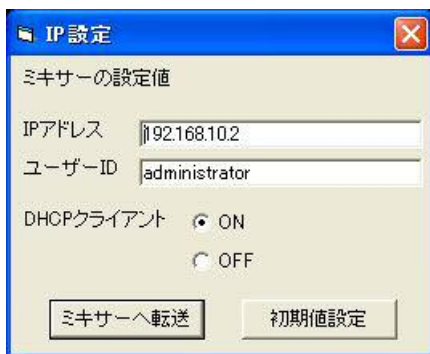 IP設定
ミキサーの設定値
IPアドレス 192.168.10.2
ユーザーID administrator
DHCPクライアント ON
OFF
ミキサーへ転送 初期値設定